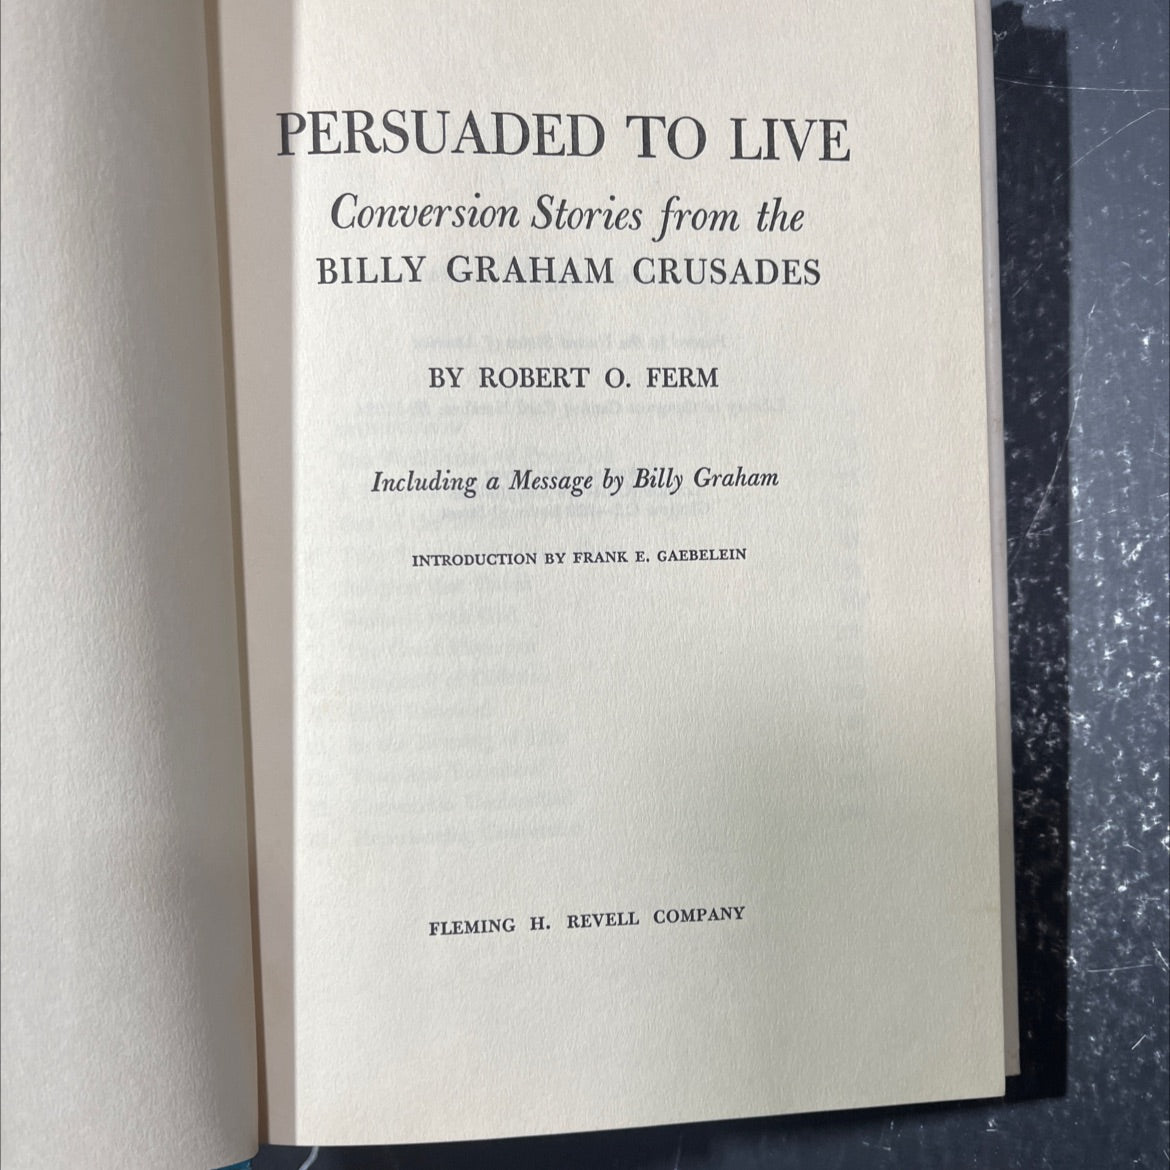 PERSUADED TO LIVE
Conversion Stories from the
BILLY GRAHAM CRUSADES
BY ROBERT O. FERM
Including a Message by Billy Graham
INTRODUCTION BY FRANK E. GAEBELEIN
FLEMING H. REVELL COMPANY